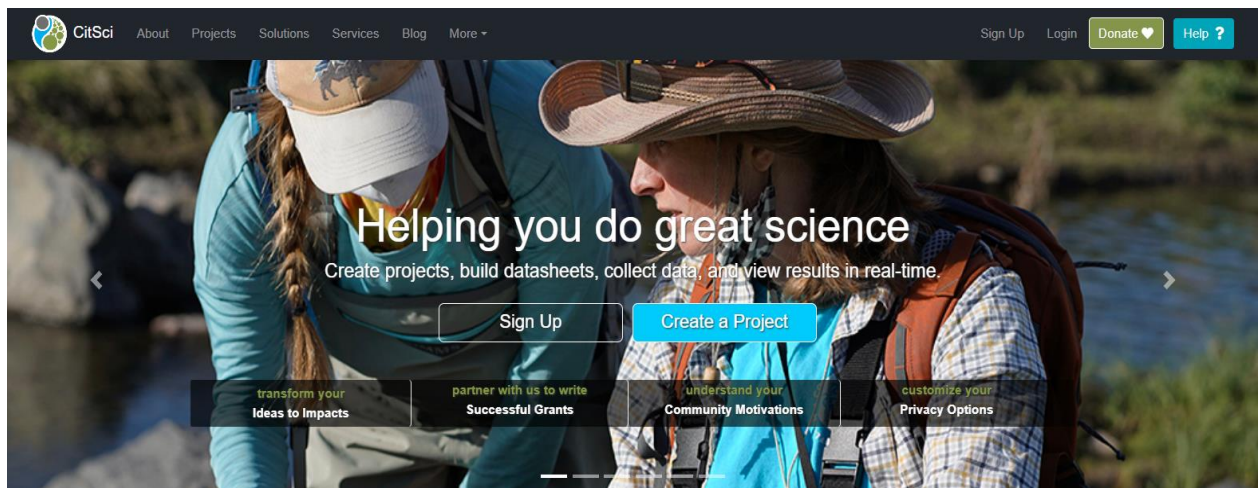 CitSci
About
Projects
Solutions
Services
Blog
More
Sign Up
Login
Donate
Help ?
Helping you do great science
Create projects, build datasheets, collect data, and view results in real-time.
Sign Up
Create a Project
transform your
Ideas to Impacts
partner with us to write
Successful Grants
understand your
Community Motivations
customize your
Privacy Options